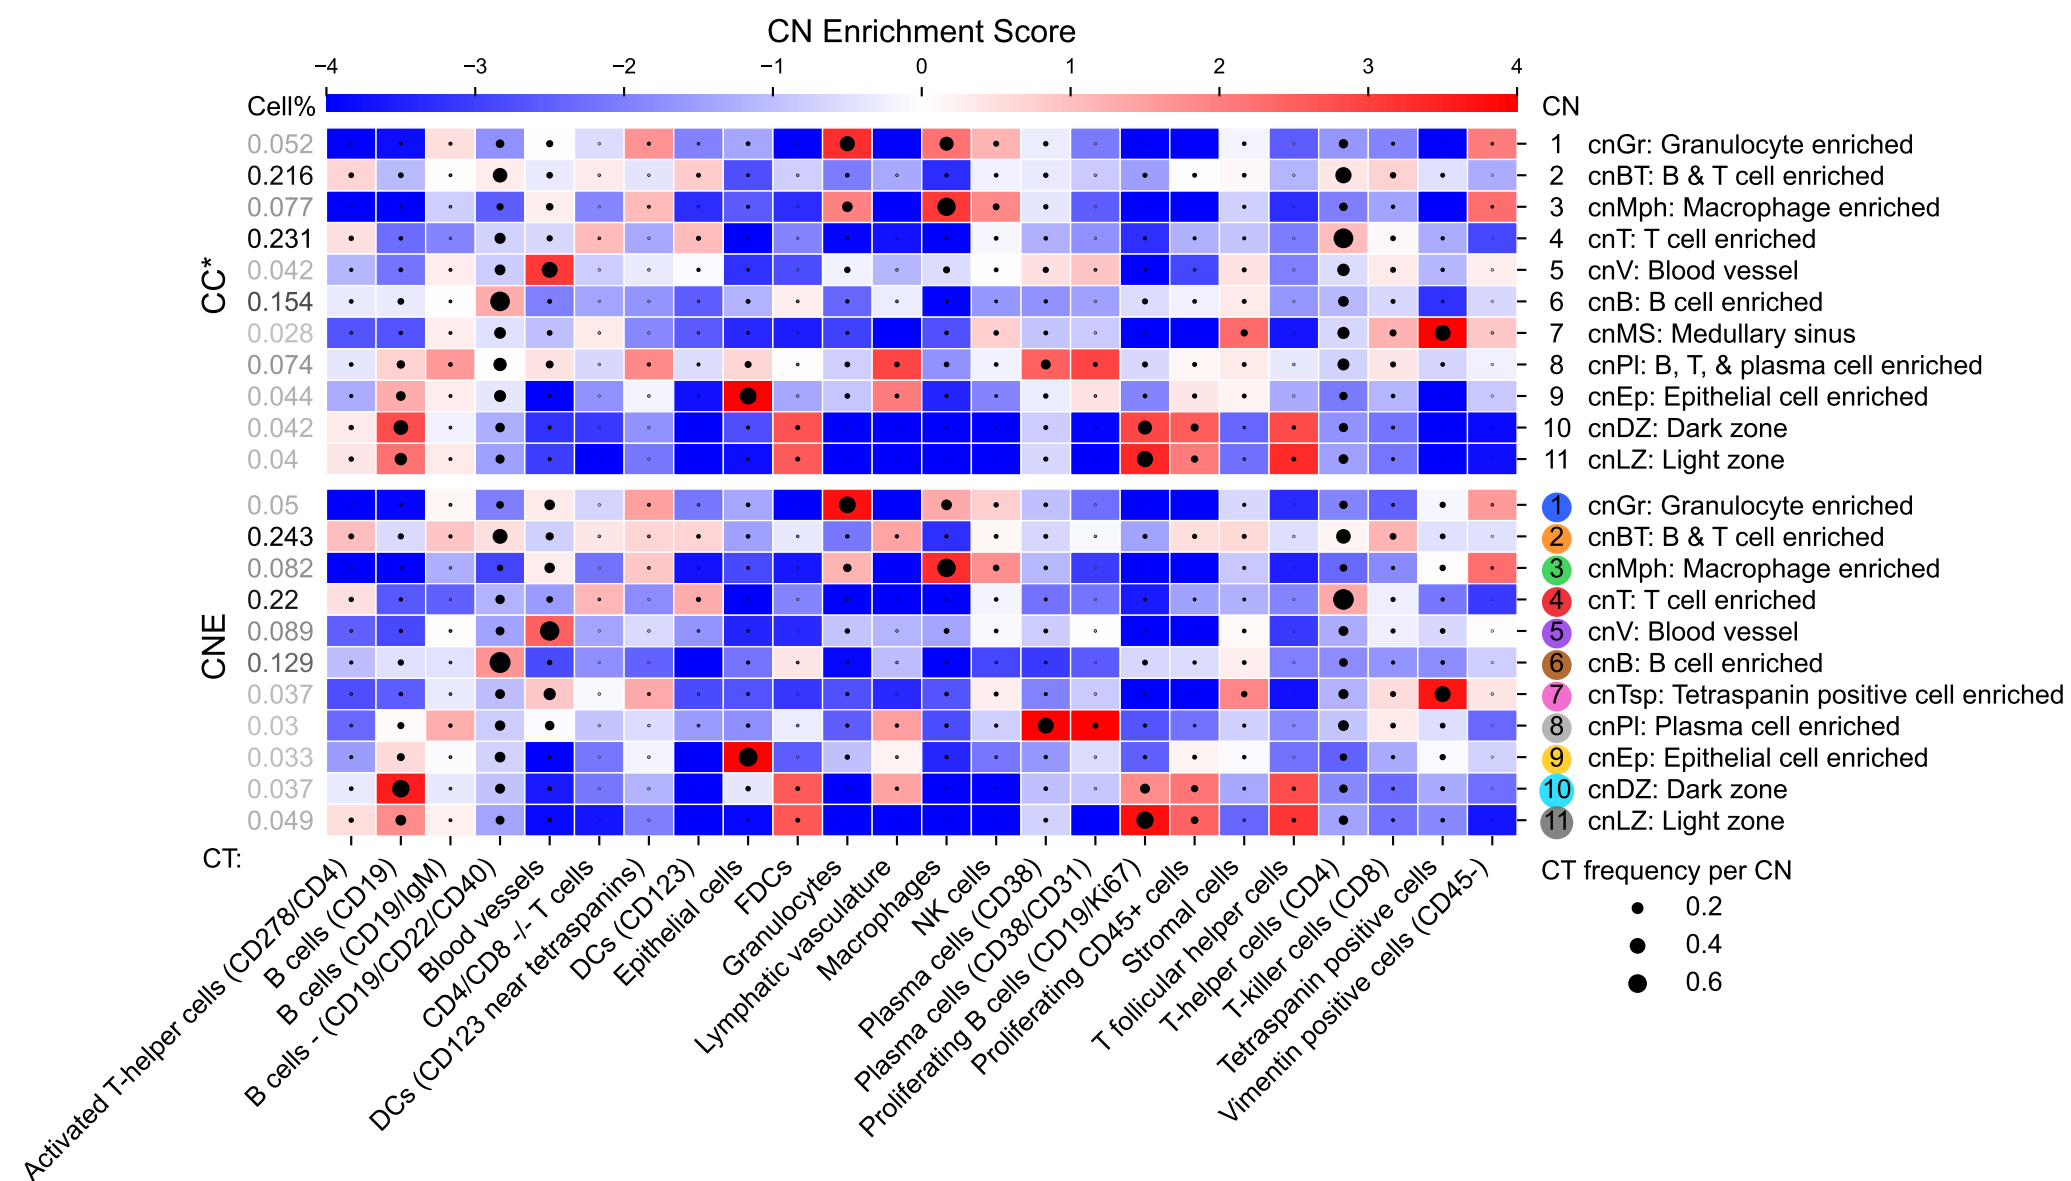 CN Enrichment Score
−4 −3 −2 −1 0 1 2 3 4
Cell% CN
CC*
0.052 1 cnGr: Granulocyte enriched
0.216 2 cnBT: B & T cell enriched
0.077 3 cnMph: Macrophage enriched
0.231 4 cnT: T cell enriched
0.042 5 cnV: Blood vessel
0.154 6 cnB: B cell enriched
0.028 7 cnMS: Medullary sinus
0.074 8 cnPl: B, T, & plasma cell enriched
0.044 9 cnEp: Epithelial cell enriched
0.042 10 cnDZ: Dark zone
0.04 11 cnLZ: Light zone
CNE
0.05 1 cnGr: Granulocyte enriched
0.243 2 cnBT: B & T cell enriched
0.082 3 cnMph: Macrophage enriched
0.22 4 cnT: T cell enriched
0.089 5 cnV: Blood vessel
0.129 6 cnB: B cell enriched
0.037 7 cnTsp: Tetraspanin positive cell enriched
0.03 8 cnPl: Plasma cell enriched
0.033 9 cnEp: Epithelial cell enriched
0.037 10 cnDZ: Dark zone
0.049 11 cnLZ: Light zone
CT:
Activated T-helper cells (CD278/CD4)
B cells (CD19)
B cells (CD19/IgM)
B cells - (CD19/CD22/CD40)
Blood vessels
CD4/CD8 -/- T cells
DCs (CD123 near tetraspanins)
DCs (CD123)
Epithelial cells
FDCs
Granulocytes
Lymphatic vasculature
Macrophages
NK cells
Plasma cells (CD38)
Plasma cells (CD38/CD31)
Proliferating B cells (CD19/Ki67)
Proliferating CD45+ cells
Stromal cells
T follicular helper cells
T-helper cells (CD4)
T-killer cells (CD8)
Tetraspanin positive cells
Vimentin positive cells (CD45-)
CT frequency per CN
0.2
0.4
0.6